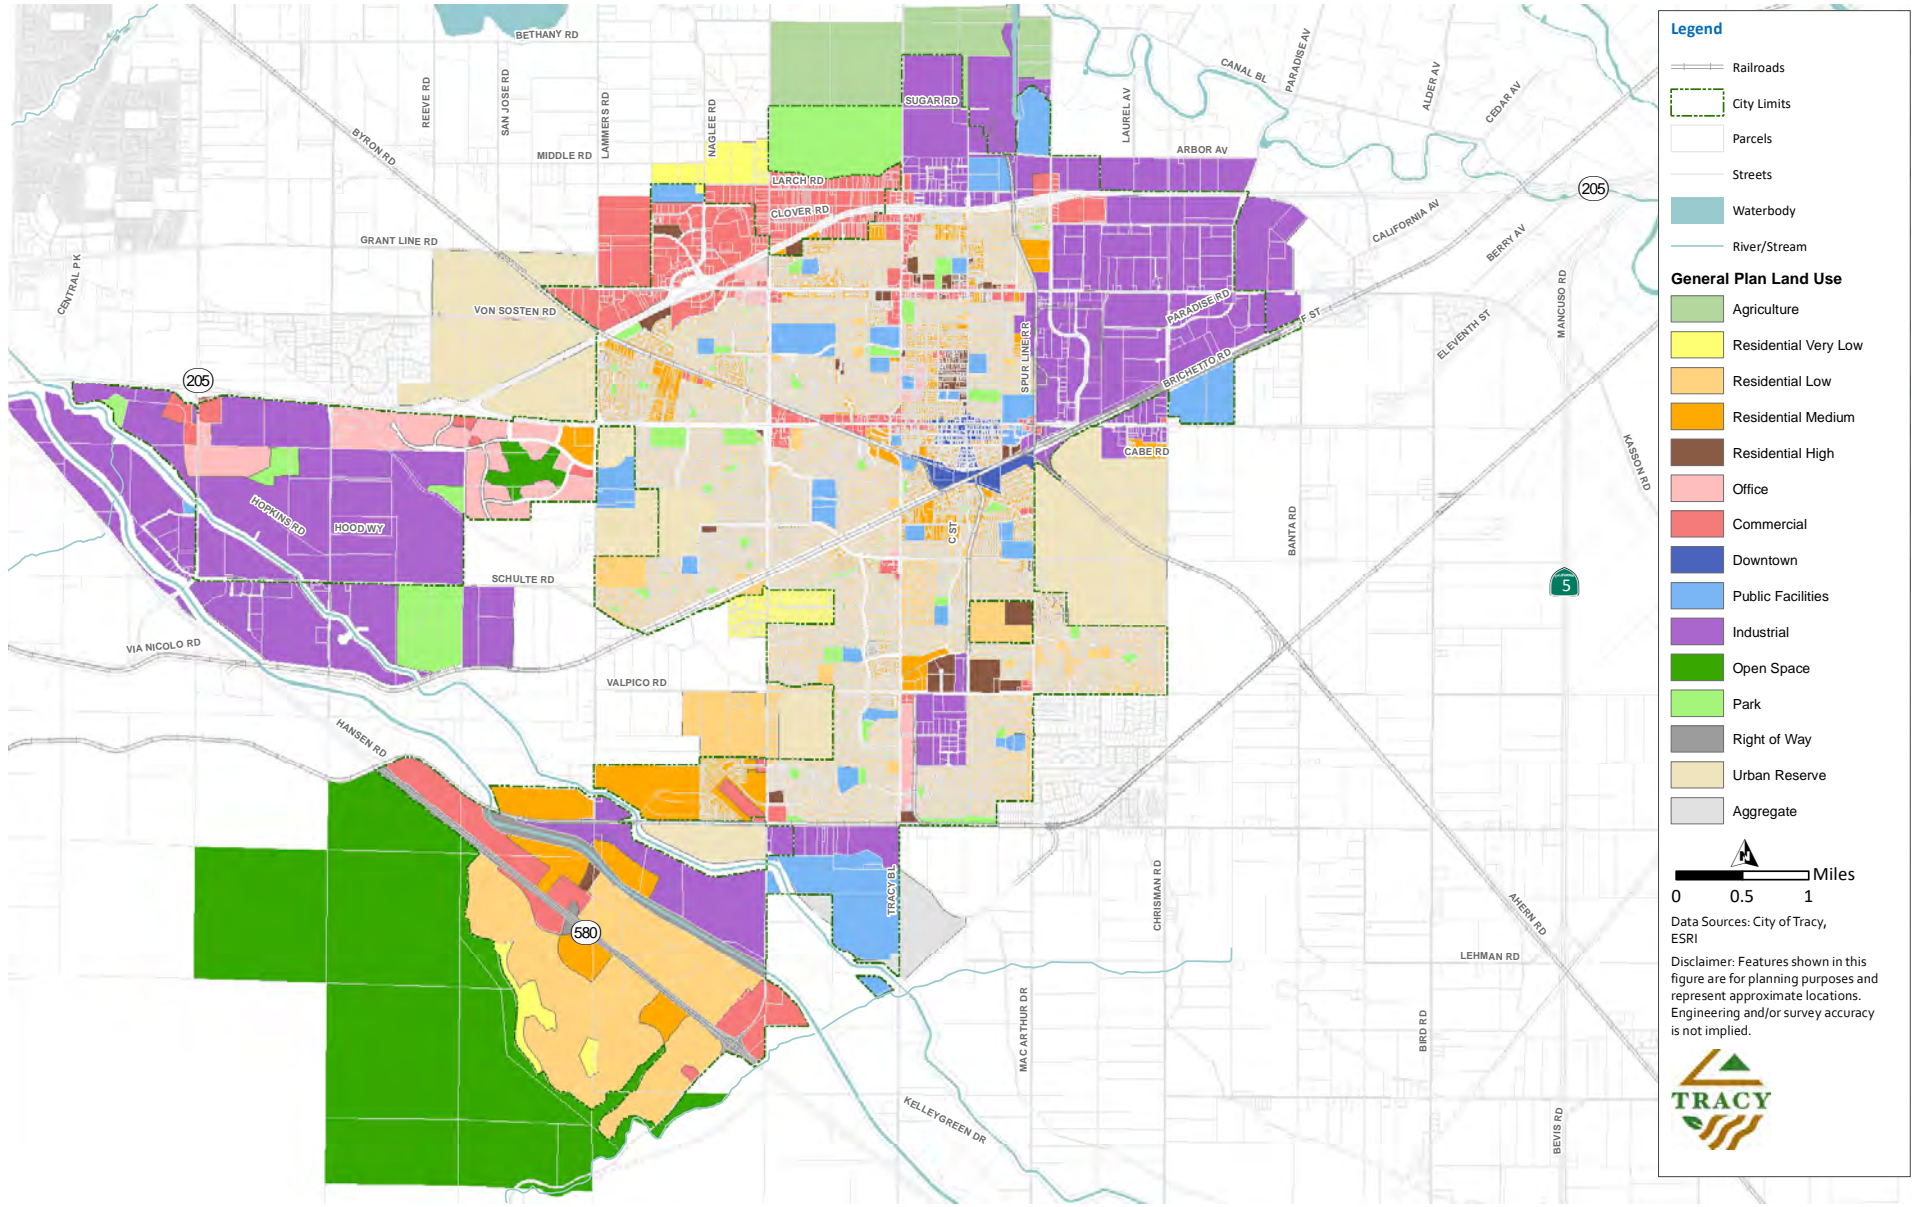 BETHANY RD
REEVE RD
SAN JOSE RD
LAMMERS RD
NAGLEE RD
BYRON RD
MIDDLE RD
SUGAR RD
CANAL BL
PARADISE AV
LAUREL AV
ALDER AV
CEDAR AV
ARBOR AV
LARCH RD
CLOVER RD
205
GRANT LINE RD
CENTRAL PK
CALIFORNIA AV
BERRY AV
VON SOSTEN RD
PARADISE RD
F ST
MANCUSO RD
ELEVENTH ST
SPUR LINE RR
BRICHETTO RD
205
CABE RD
KASSON RD
HOPKINS RD
HOOD WY
C ST
BANTA RD
SCHULTE RD
5
VIA NICOLO RD
VALPICO RD
HANSEN RD
TRACY BL
CHRISMAN RD
AHERN RD
580
LEHMAN RD
MAC ARTHUR DR
BIRD RD
KELLEYGREEN DR
BEVIS RD
Legend
Railroads
City Limits
Parcels
Streets
Waterbody
River/Stream
General Plan Land Use
Agriculture
Residential Very Low
Residential Low
Residential Medium
Residential High
Office
Commercial
Downtown
Public Facilities
Industrial
Open Space
Park
Right of Way
Urban Reserve
Aggregate
N
Miles
0 0.5 1
Data Sources: City of Tracy,
ESRI
Disclaimer: Features shown in this
figure are for planning purposes and
represent approximate locations.
Engineering and/or survey accuracy
is not implied.
TRACY